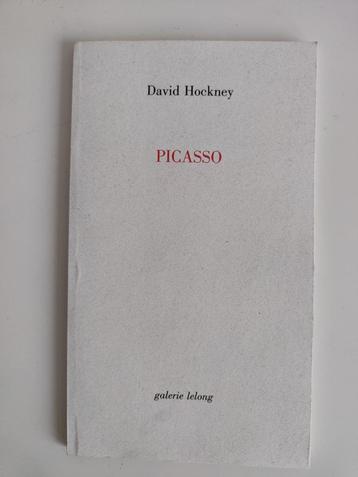 David Hockney
PICASSO
galerie lelong